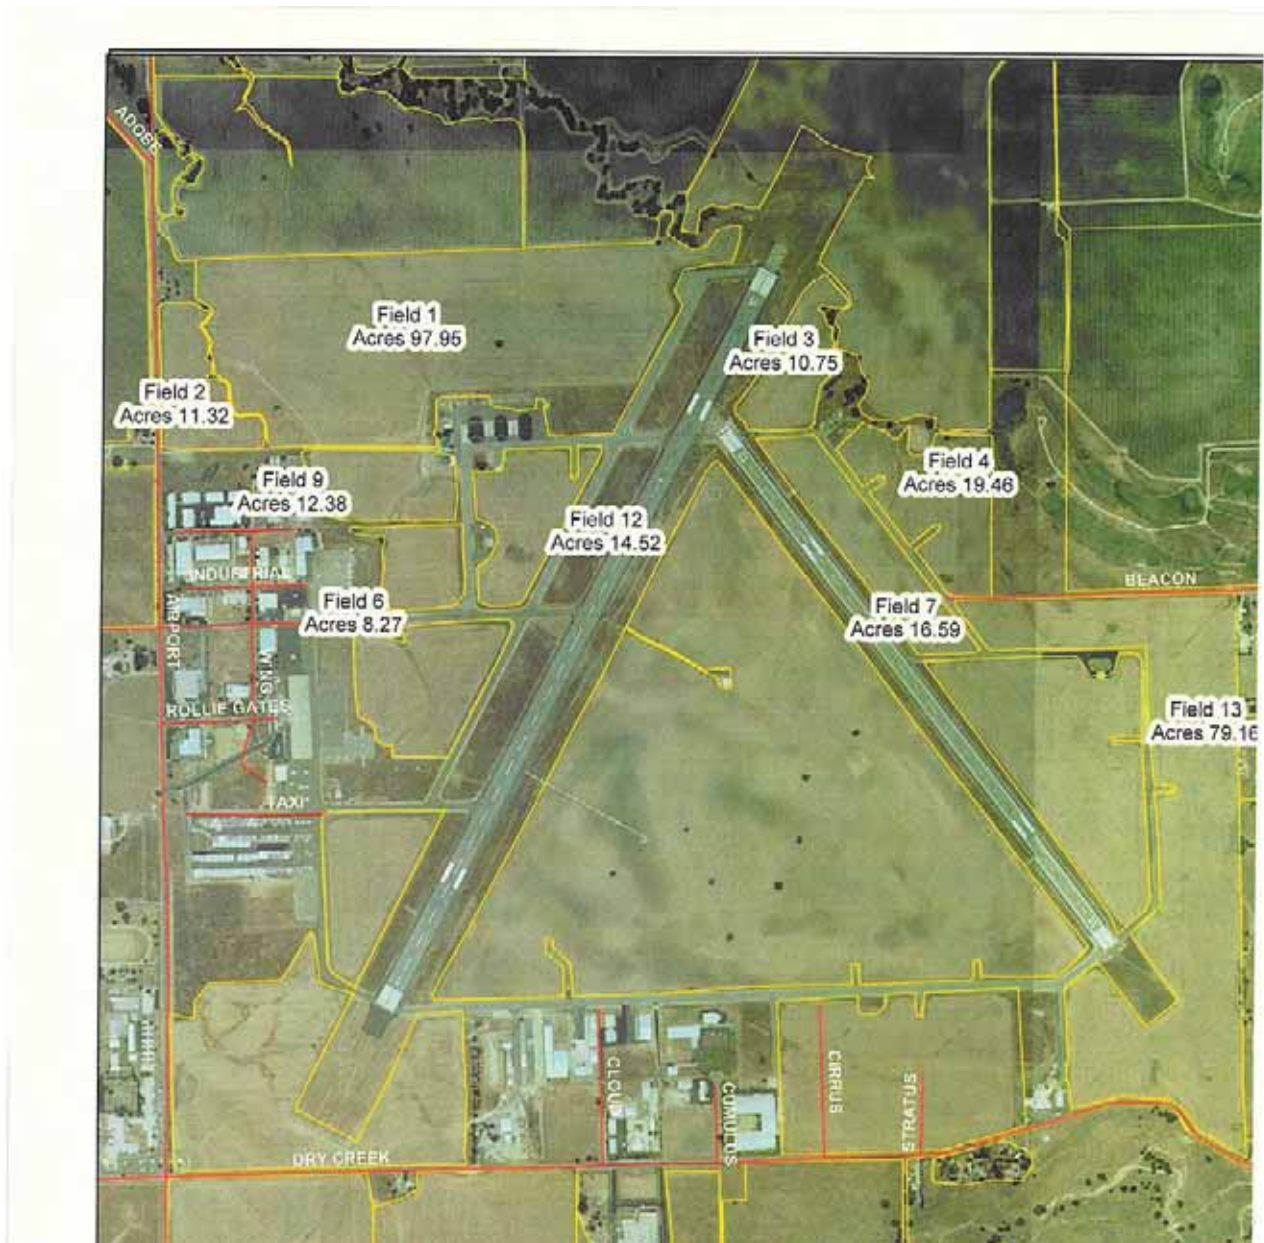 ADOBE
Field 1
Acres 97.95
Field 3
Acres 10.75
Field 2
Acres 11.32
Field 4
Acres 19.46
Field 9
Acres 12.38
Field 12
Acres 14.52
INDUSTRIAL
BEACON
Field 6
Acres 8.27
Field 7
Acres 16.59
AIRPORT
WING
ROLLIE GATES
Field 13
Acres 79.16
TAXI
CLOUD
CUMULUS
CIRRUS
STRATUS
DRY CREEK